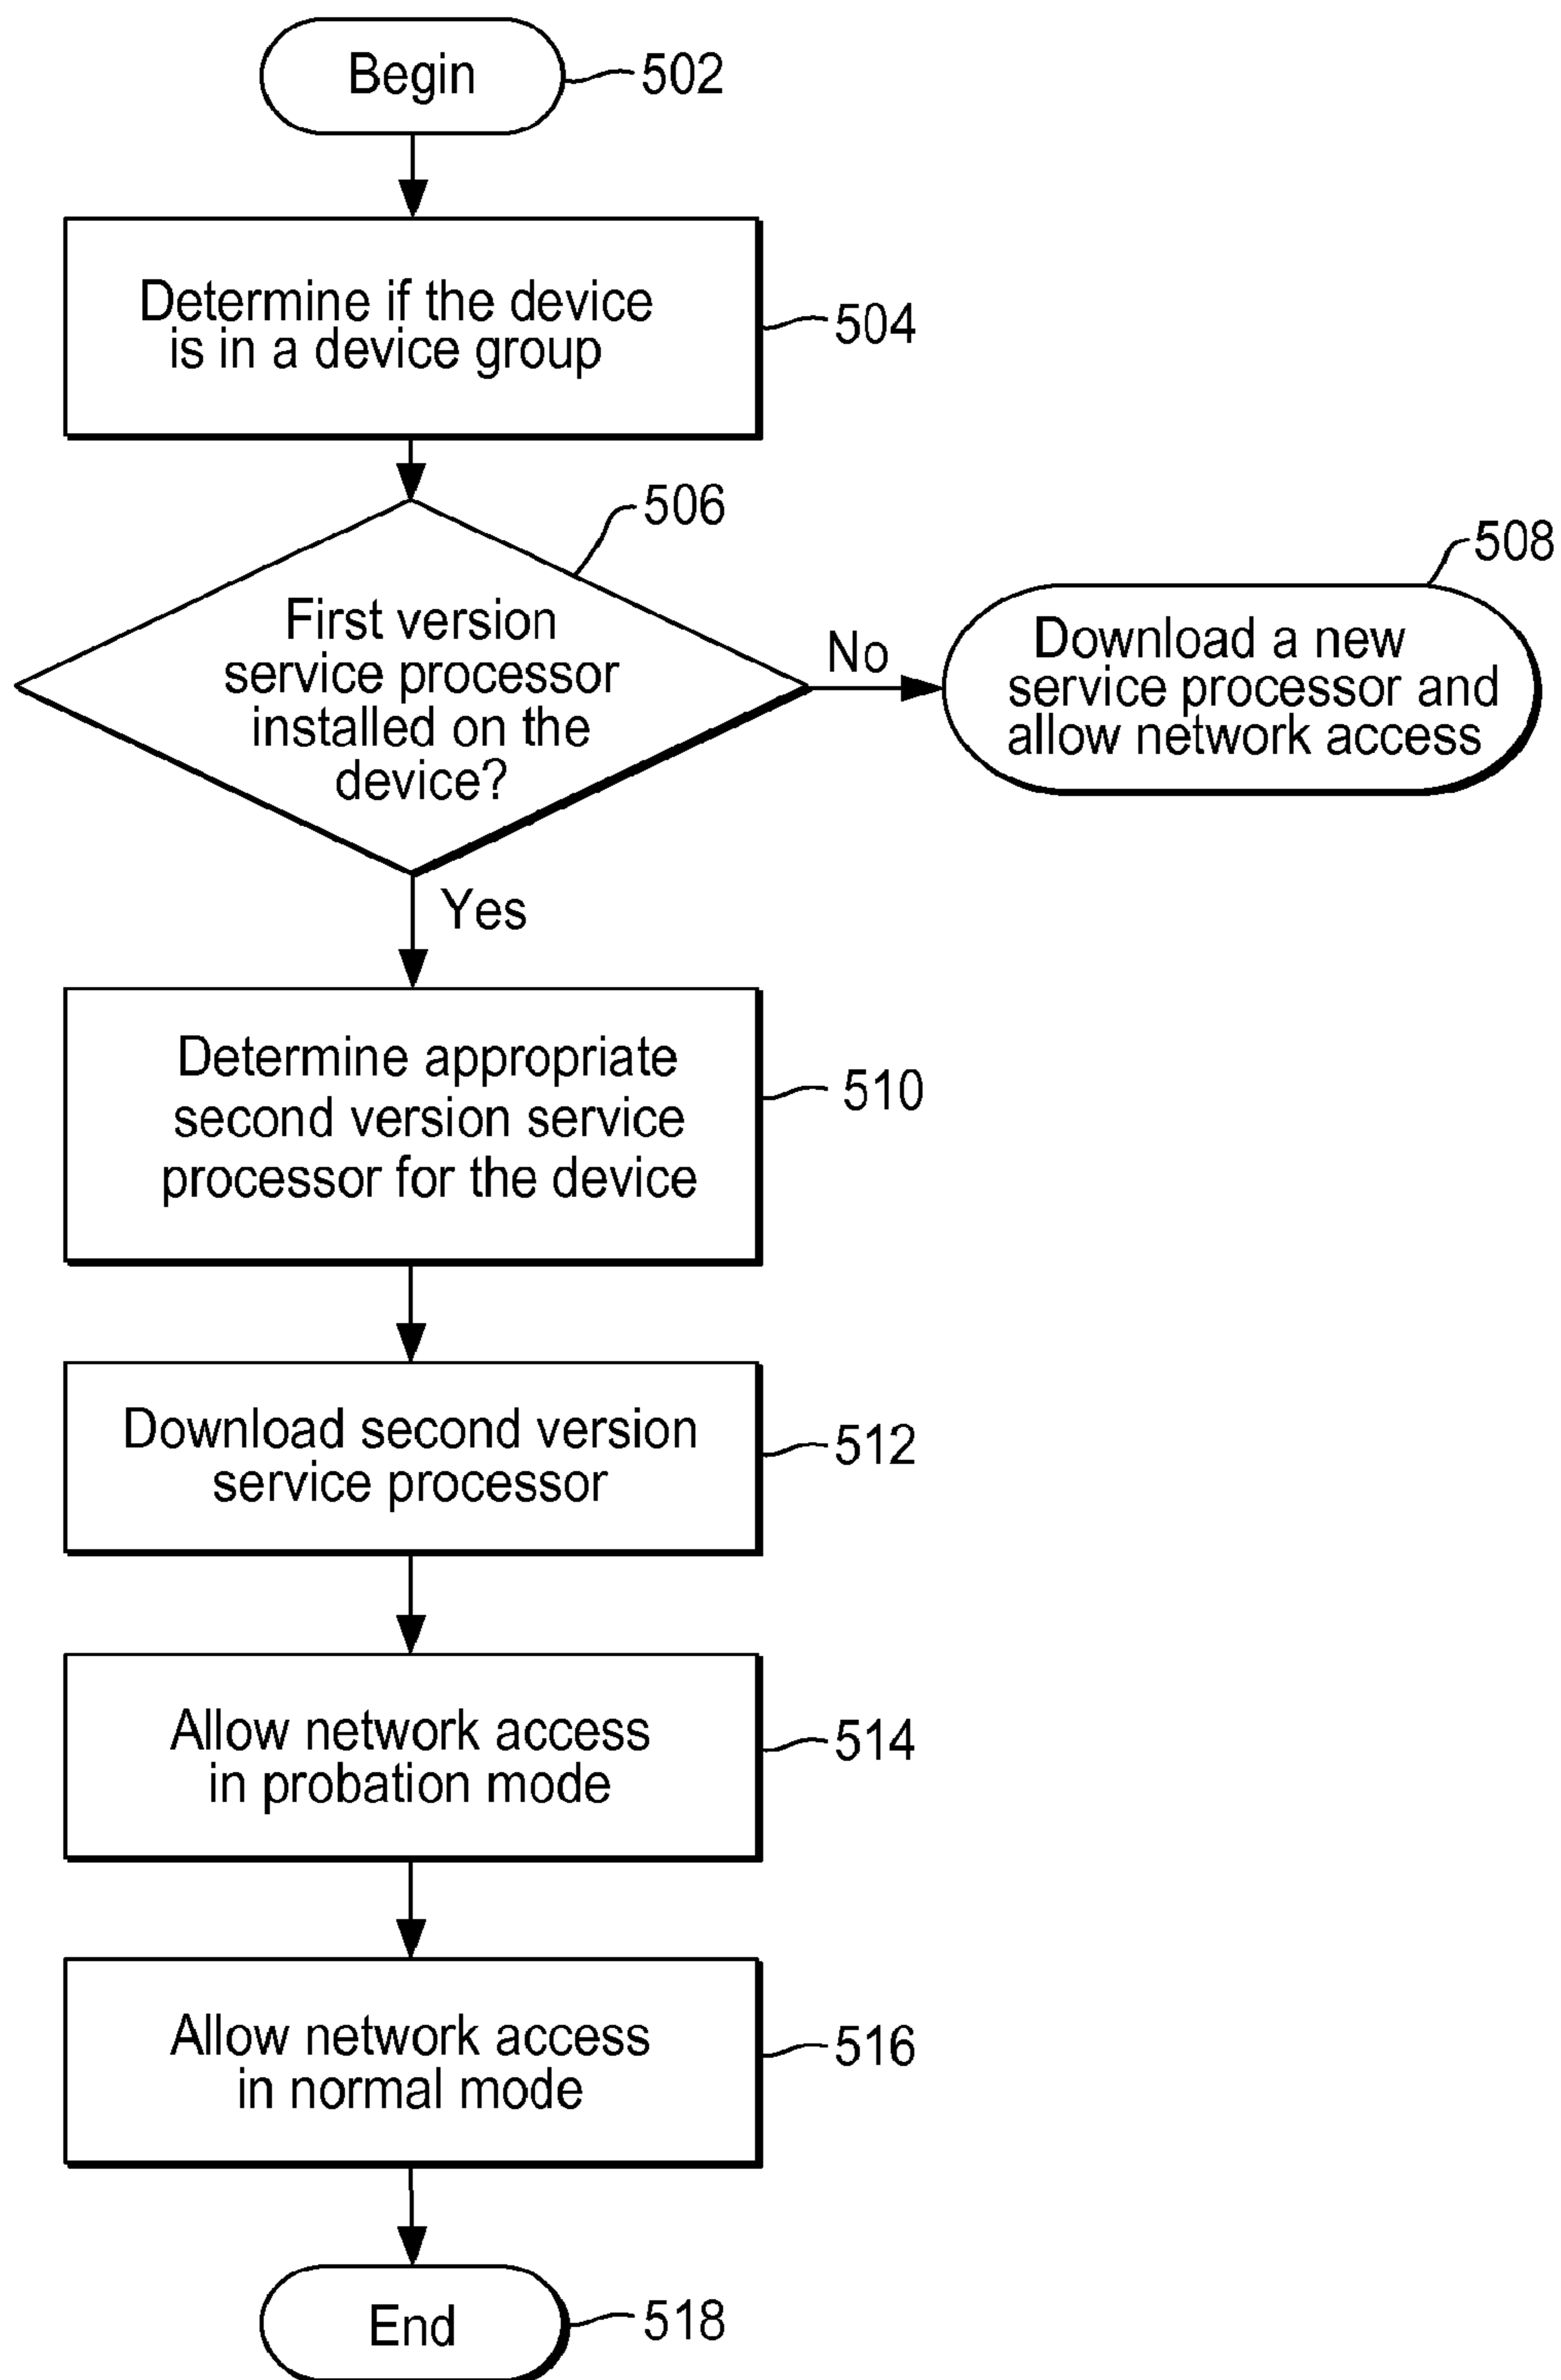 Begin
502
Determine if the device
is in a device group
504
506
First version
service processor
installed on the
device?
No
508
Download a new
service processor and
allow network access
Yes
Determine appropriate
second version service
processor for the device
510
Download second version
service processor
512
Allow network access
in probation mode
514
Allow network access
in normal mode
516
End
518